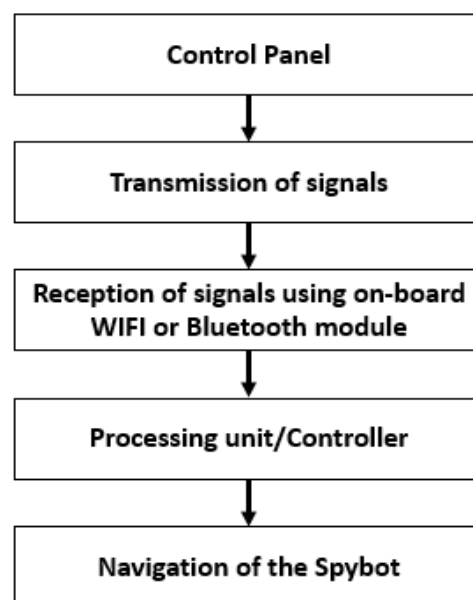 Control Panel
Transmission of signals
Reception of signals using on-board
WIFI or Bluetooth module
Processing unit/Controller
Navigation of the Spybot